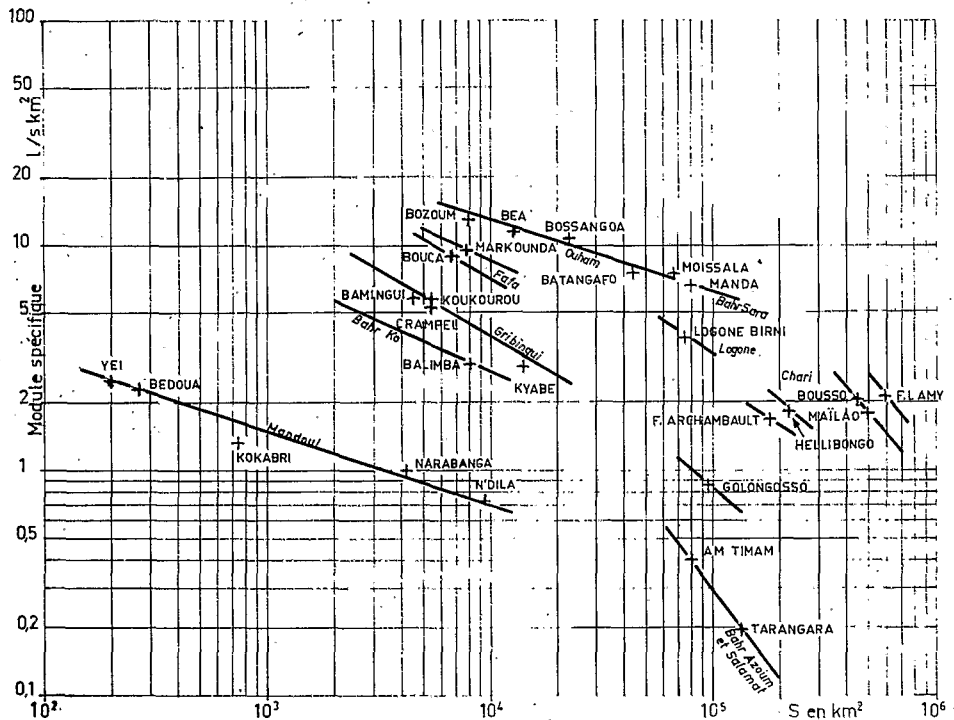 100
50
20
10
5
2
1
0,5
0,2
0,1
Module spécifique l/s.km²
BOZOUM
BEA
BOSSANGOA
Ouham
MARKOUNDA
BOUCA
Fafa
BATANGAFO
MOISSALA
MANDA
Bahr Sara
BAMINGUI
KOUKOUROU
CRAMPEL
Gribingui
Bahr Ko
BALIMBA
KYABE
LOGONE BIRNI
Logone
YEI
BEDOUA
Mandoul
KOKABRI
NARABANGA
N'DILA
Chari
BOUSSO
F. LAMY
F. ARCHAMBAULT
MAÏLAO
HELLIBONGO
GOLONGOSSO
AM TIMAM
TARANGARA
Bahr Azoum
et Salamat
10²
10³
10⁴
10⁵
S en km²
10⁶